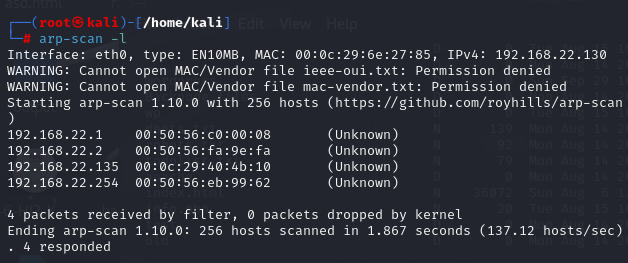 ┌──(root㉿kali)-[/home/kali]
└─# arp-scan -l
Interface: eth0, type: EN10MB, MAC: 00:0c:29:6e:27:85, IPv4: 192.168.22.130
WARNING: Cannot open MAC/Vendor file ieee-oui.txt: Permission denied
WARNING: Cannot open MAC/Vendor file mac-vendor.txt: Permission denied
Starting arp-scan 1.10.0 with 256 hosts (https://github.com/royhills/arp-scan
)
192.168.22.1    00:50:56:c0:00:08       (Unknown)
192.168.22.2    00:50:56:fa:9e:fa       (Unknown)
192.168.22.135  00:0c:29:40:4b:10       (Unknown)
192.168.22.254  00:50:56:eb:99:62       (Unknown)
4 packets received by filter, 0 packets dropped by kernel
Ending arp-scan 1.10.0: 256 hosts scanned in 1.867 seconds (137.12 hosts/sec)
. 4 responded